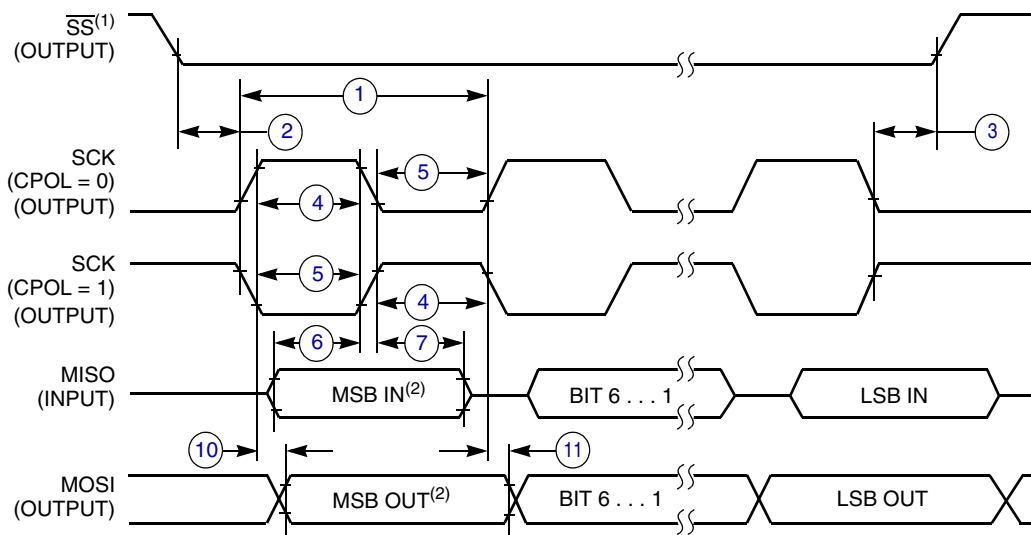 SS(1)
(OUTPUT)
1
2
3
SCK
(CPOL = 0)
(OUTPUT)
5
4
SCK
(CPOL = 1)
(OUTPUT)
5
4
6
7
MISO
(INPUT)
MSB IN(2)
BIT 6 . . . 1
LSB IN
10
11
MOSI
(OUTPUT)
MSB OUT(2)
BIT 6 . . . 1
LSB OUT